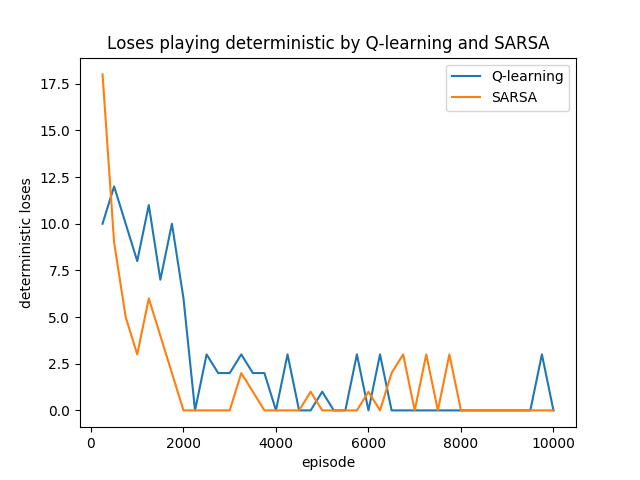 Loses playing deterministic by Q-learning and SARSA
Q-learning
SARSA
deterministic loses
17.5
15.0
12.5
10.0
7.5
5.0
2.5
0.0
0
2000
4000
6000
8000
10000
episode